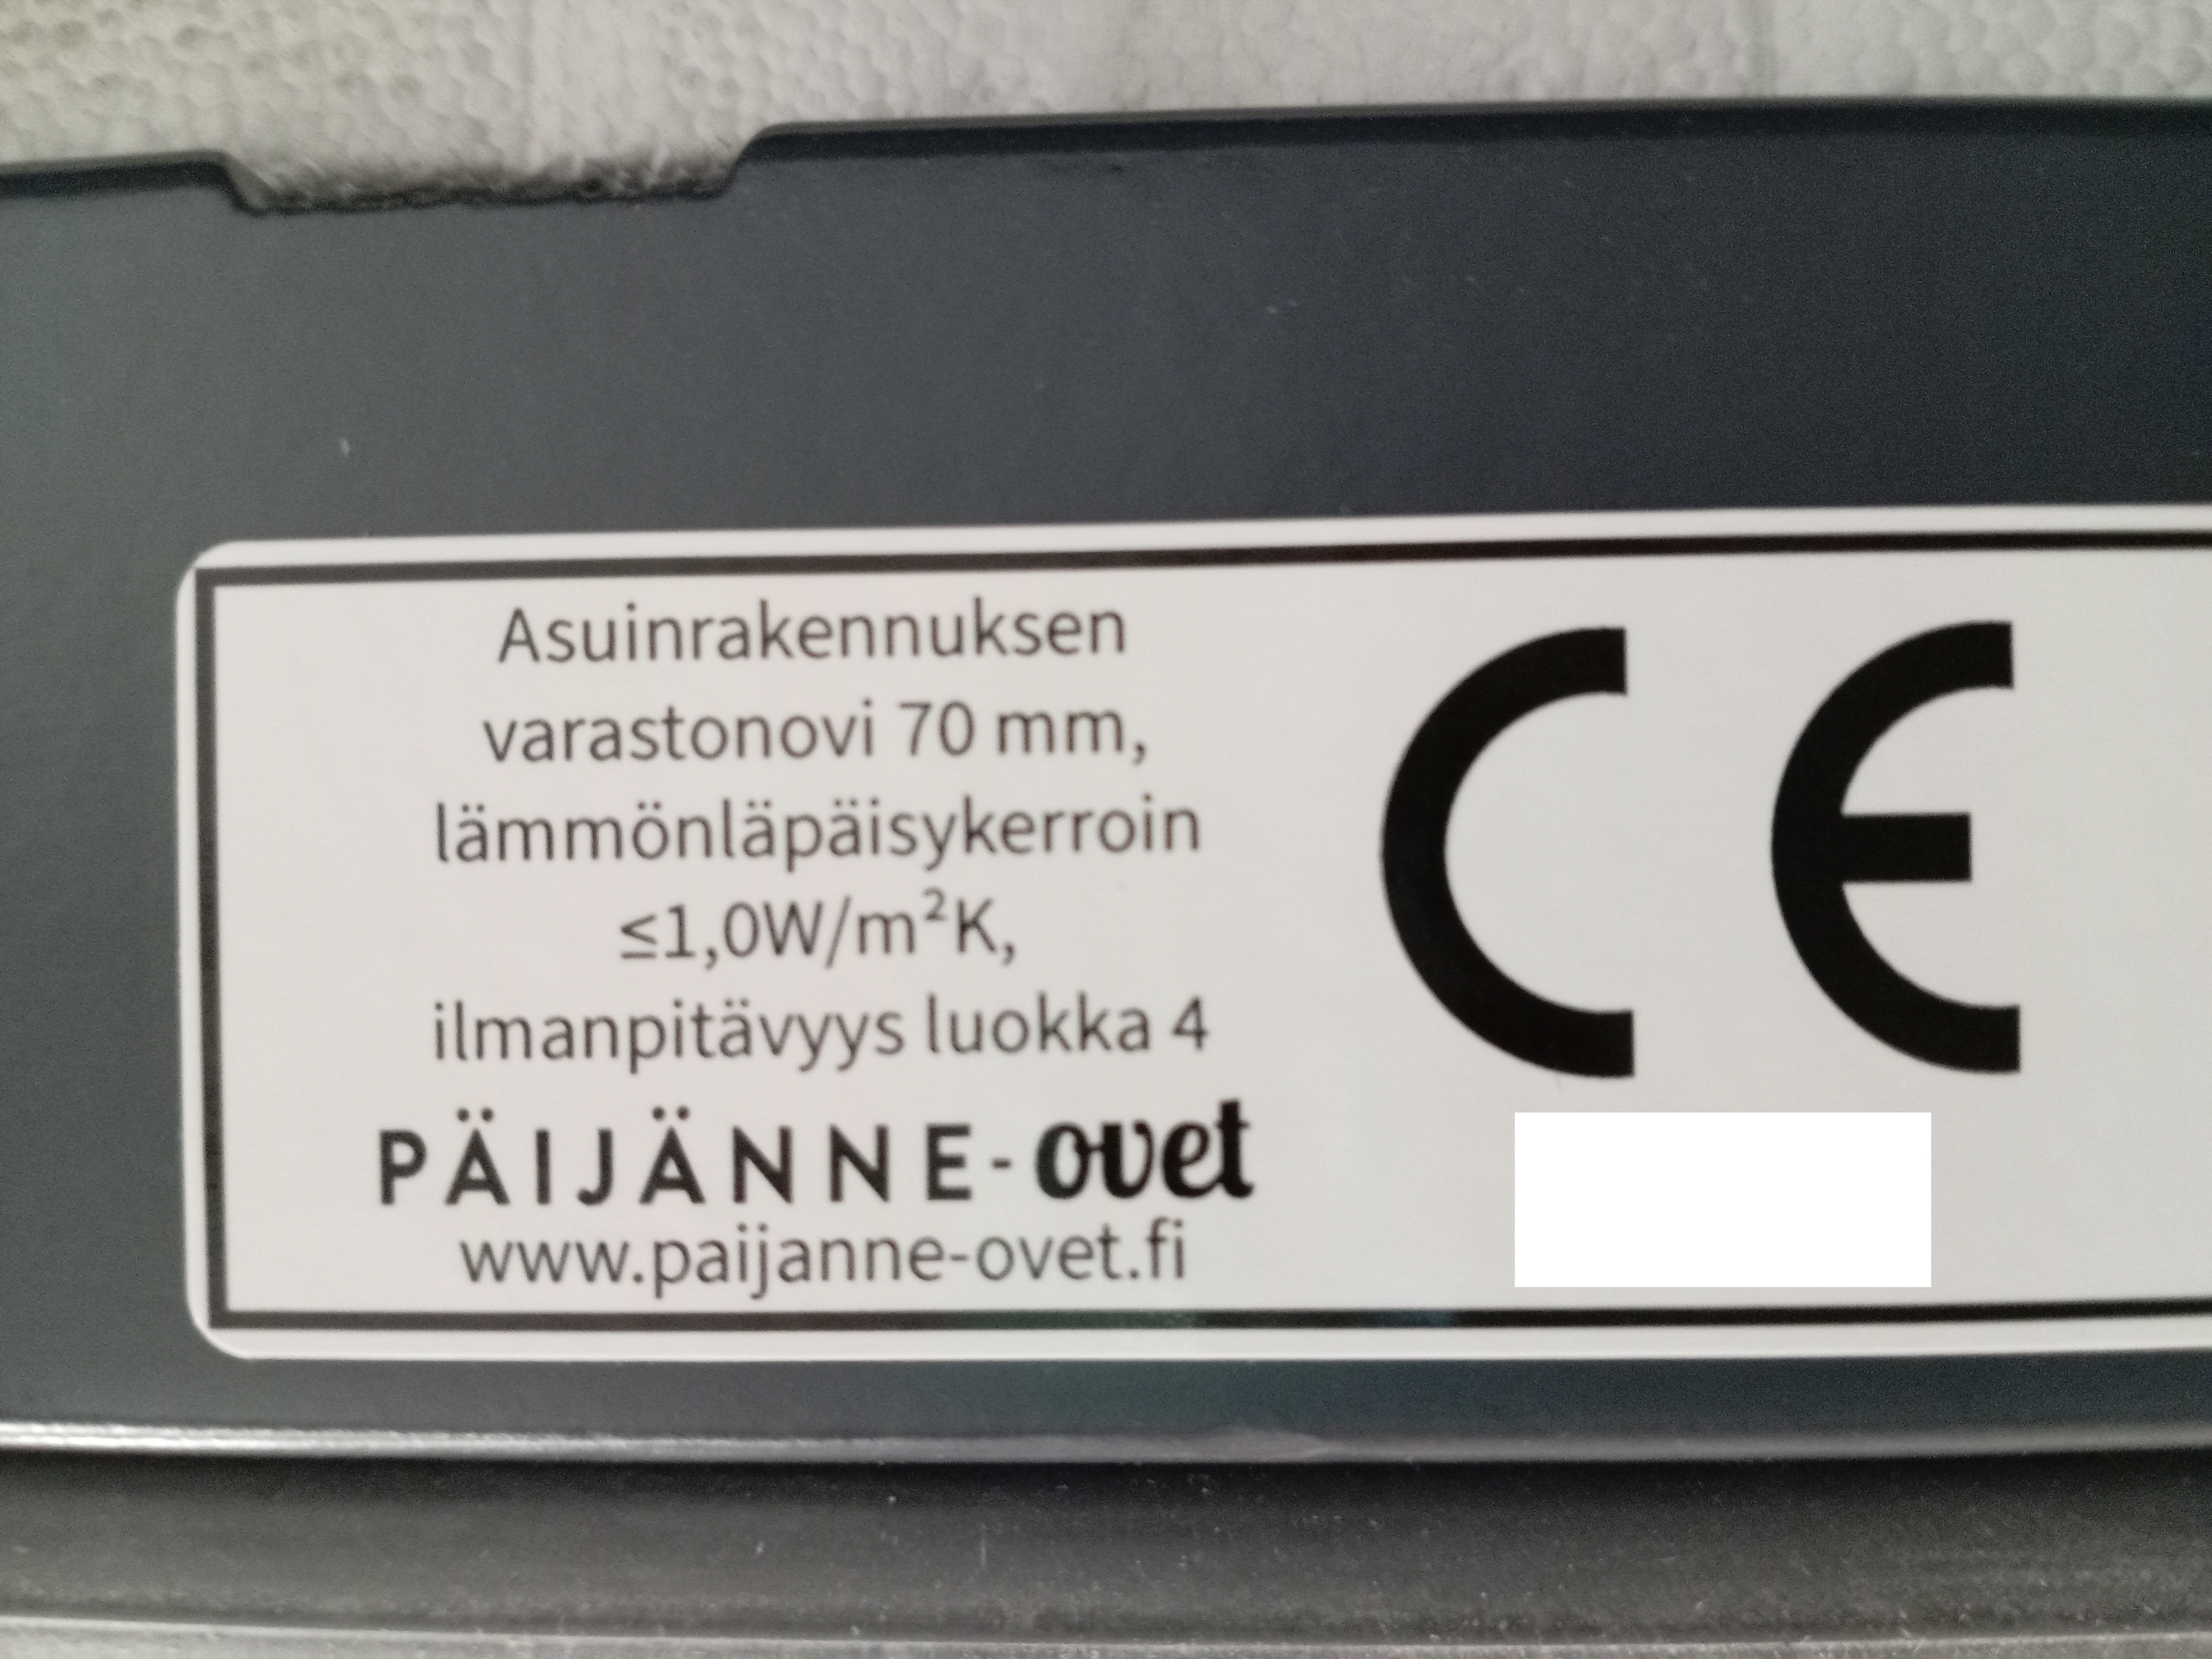 Asuinrakennuksen
varastonovi 70 mm,
lämmönläpäisykerroin
≤1,0W/m²K,
ilmanpitävyys luokka 4
PÄIJÄNNE-ovet
www.paijanne-ovet.fi
CE